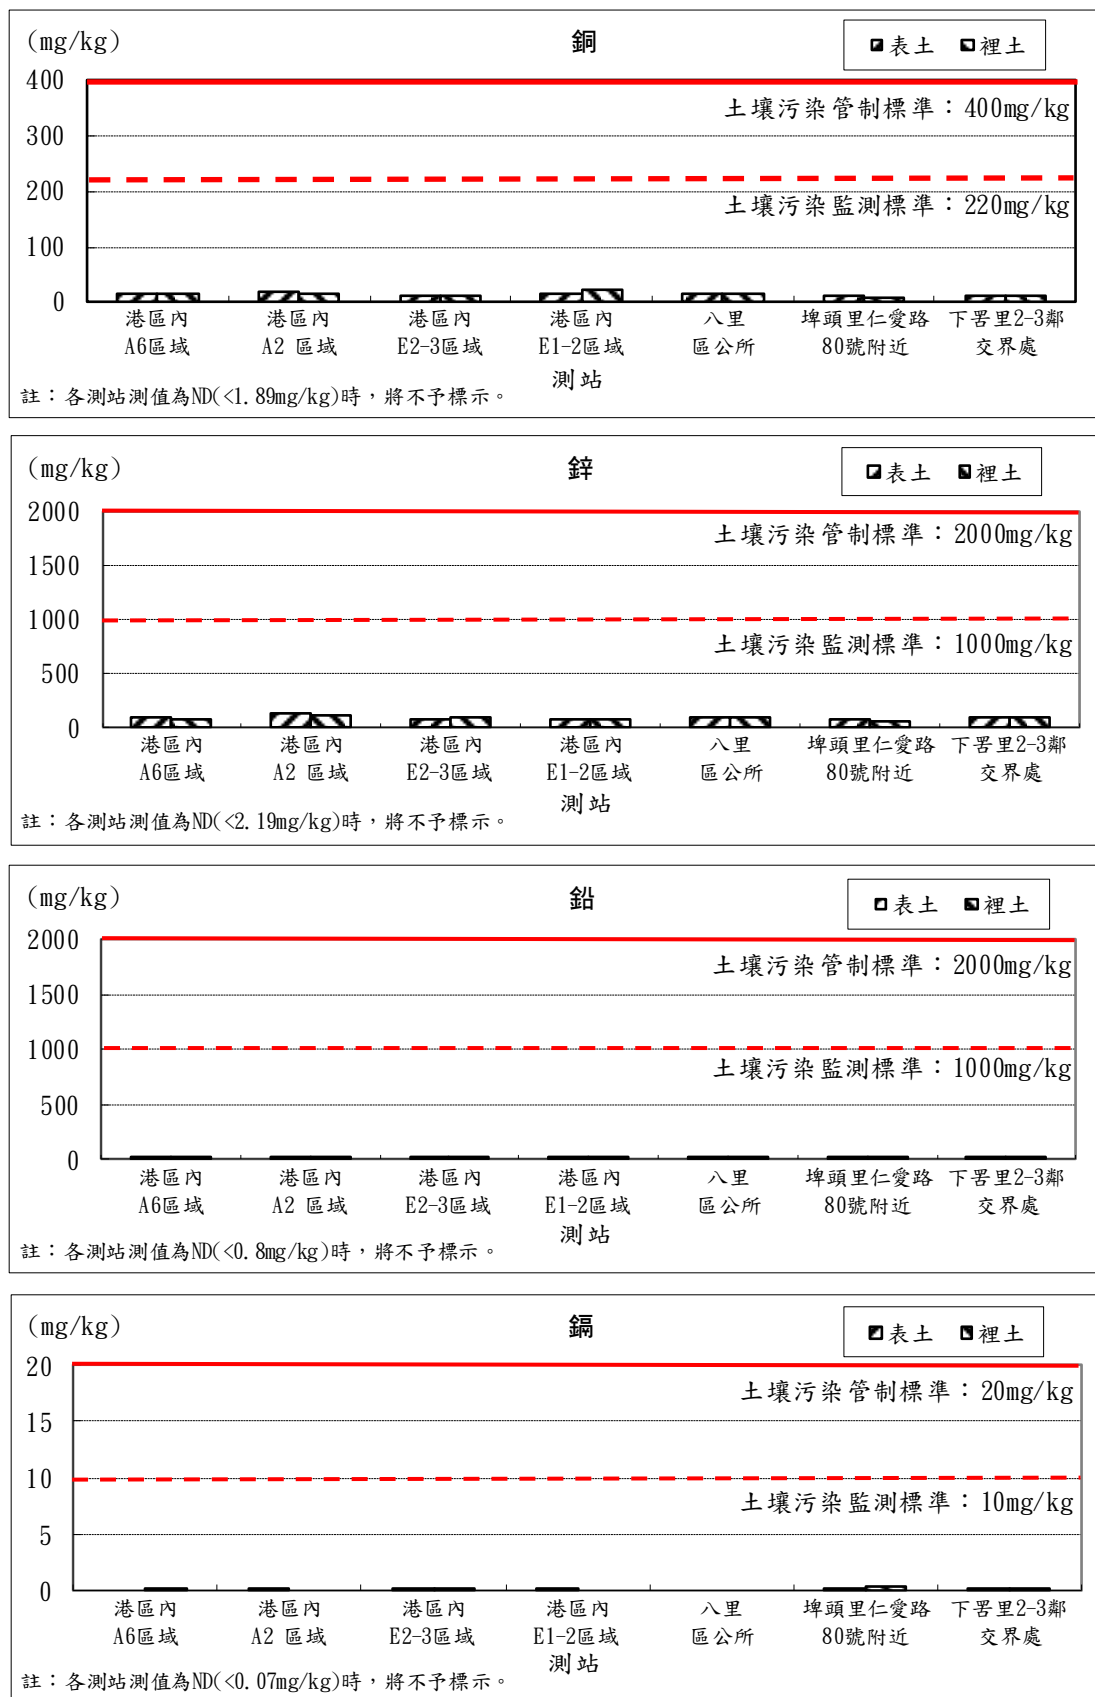 (mg/kg)
銅
表土 裡土
400
土壤污染管制標準：400mg/kg
300
200
土壤污染監測標準：220mg/kg
100
0
港區內 港區內 港區內 港區內 八里 埤頭里仁愛路 下罟里2-3鄰
A6區域 A2 區域 E2-3區域 E1-2區域 區公所 80號附近 交界處
測站
註：各測站測值為ND(<1.89mg/kg)時，將不予標示。
(mg/kg)
鋅
表土 裡土
2000
土壤污染管制標準：2000mg/kg
1500
1000
土壤污染監測標準：1000mg/kg
500
0
港區內 港區內 港區內 港區內 八里 埤頭里仁愛路 下罟里2-3鄰
A6區域 A2 區域 E2-3區域 E1-2區域 區公所 80號附近 交界處
測站
註：各測站測值為ND(<2.19mg/kg)時，將不予標示。
(mg/kg)
鉛
表土 裡土
2000
土壤污染管制標準：2000mg/kg
1500
1000
土壤污染監測標準：1000mg/kg
500
0
港區內 港區內 港區內 港區內 八里 埤頭里仁愛路 下罟里2-3鄰
A6區域 A2 區域 E2-3區域 E1-2區域 區公所 80號附近 交界處
測站
註：各測站測值為ND(<0.8mg/kg)時，將不予標示。
(mg/kg)
鎘
表土 裡土
20
土壤污染管制標準：20mg/kg
15
10
土壤污染監測標準：10mg/kg
5
0
港區內 港區內 港區內 港區內 八里 埤頭里仁愛路 下罟里2-3鄰
A6區域 A2 區域 E2-3區域 E1-2區域 區公所 80號附近 交界處
測站
註：各測站測值為ND(<0.07mg/kg)時，將不予標示。